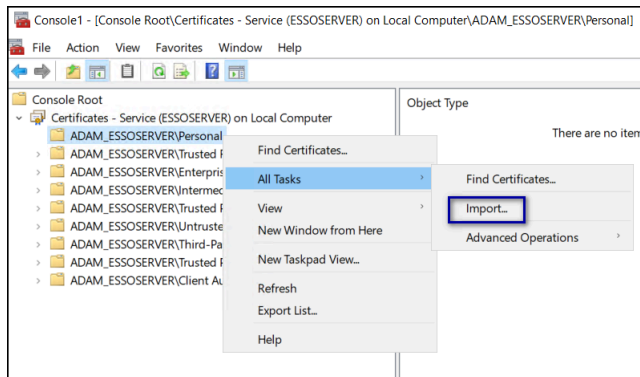 Console1 - [Console Root\Certificates - Service (ESSOSERVER) on Local Computer\ADAM_ESSOSERVER\Personal]
File Action View Favorites Window Help
Console Root
Certificates - Service (ESSOSERVER) on Local Computer
ADAM_ESSOSERVER\Personal
ADAM_ESSOSERVER\Trusted
ADAM_ESSOSERVER\Enterpris
ADAM_ESSOSERVER\Intermec
ADAM_ESSOSERVER\Trusted
ADAM_ESSOSERVER\Untruste
ADAM_ESSOSERVER\Third-Pa
ADAM_ESSOSERVER\Trusted
ADAM_ESSOSERVER\Client Au
Find Certificates...
All Tasks
View
New Window from Here
New Taskpad View...
Refresh
Export List...
Help
Find Certificates...
Import...
Advanced Operations
Object Type
There are no item